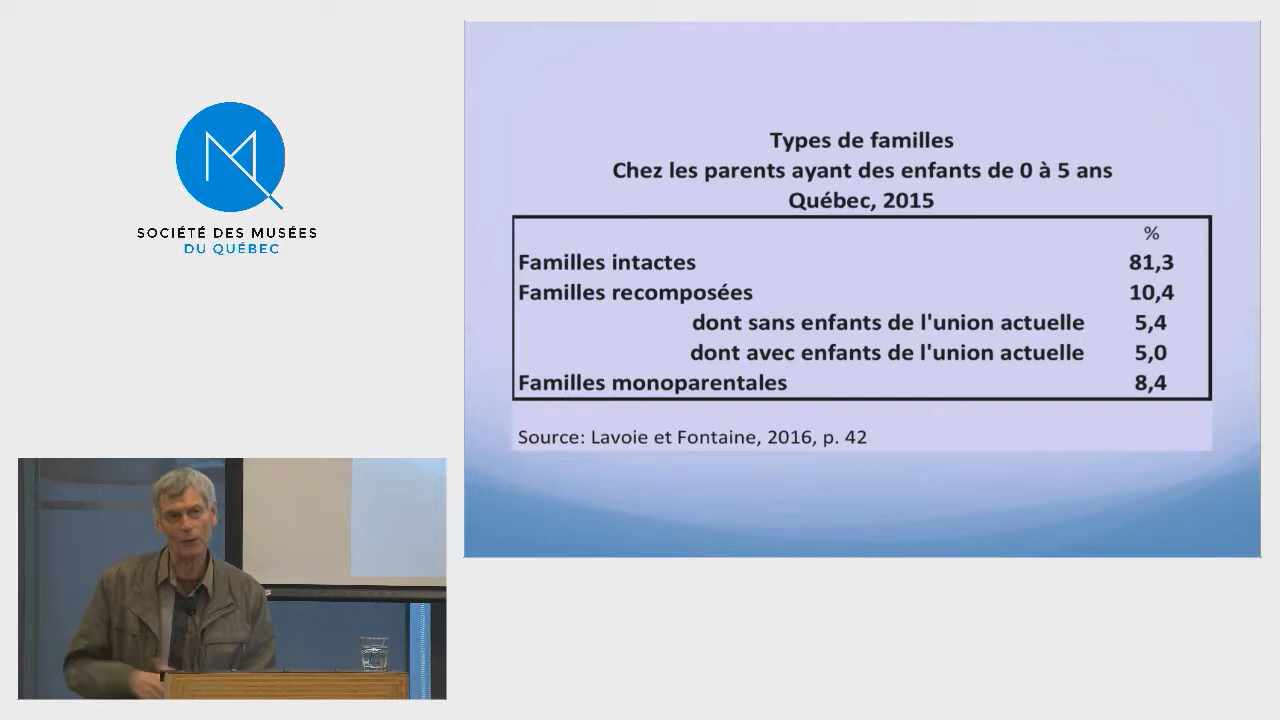 SOCIÉTÉ DES MUSÉES
DU QUÉBEC
Types de familles
Chez les parents ayant des enfants de 0 à 5 ans
Québec, 2015
%
Familles intactes 81,3
Familles recomposées 10,4
dont sans enfants de l'union actuelle 5,4
dont avec enfants de l'union actuelle 5,0
Familles monoparentales 8,4
Source: Lavoie et Fontaine, 2016, p. 42